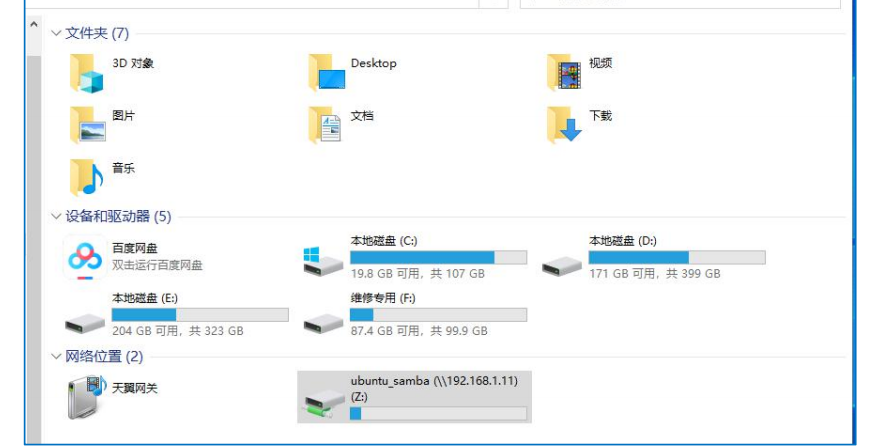 文件夹 (7)
3D 对象
Desktop
视频
图片
文档
下载
音乐
设备和驱动器 (5)
百度网盘
双击运行百度网盘
本地磁盘 (C:)
19.8 GB 可用，共 107 GB
本地磁盘 (D:)
171 GB 可用，共 399 GB
本地磁盘 (E:)
204 GB 可用，共 323 GB
维修专用 (F:)
87.4 GB 可用，共 99.9 GB
网络位置 (2)
天翼网关
ubuntu_samba (\\192.168.1.11)
(Z:)